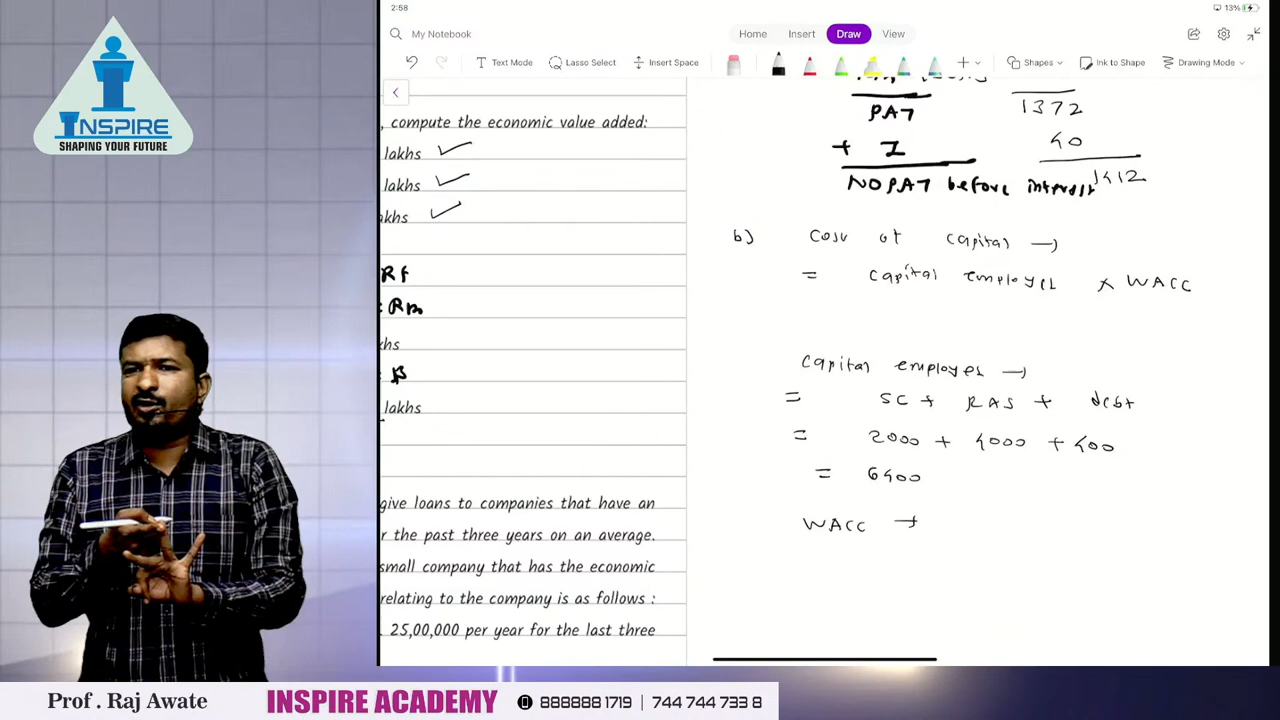 2:58
13%
INSPIRE
SHAPING YOUR FUTURE
My Notebook
Home Insert Draw View
Text Mode Lasso Select Insert Space Shapes Ink to Shape Drawing Mode
, compute the economic value added:
lakhs
lakhs
akhs
Rf
: Rm
khs
: β
lakhs
give loans to companies that have an
r the past three years on an average.
small company that has the economic
relating to the company is as follows :
25,00,000 per year for the last three
PAT 1372
+ I 40
NOPAT before interest 1412
b) Cost of capital →
= capital employed × WACC
capital employed →
= SC + R&S + debt
= 2000 + 4000 + 400
= 6400
WACC →
Prof. Raj Awate INSPIRE ACADEMY 888888 1719 | 744 744 733 8